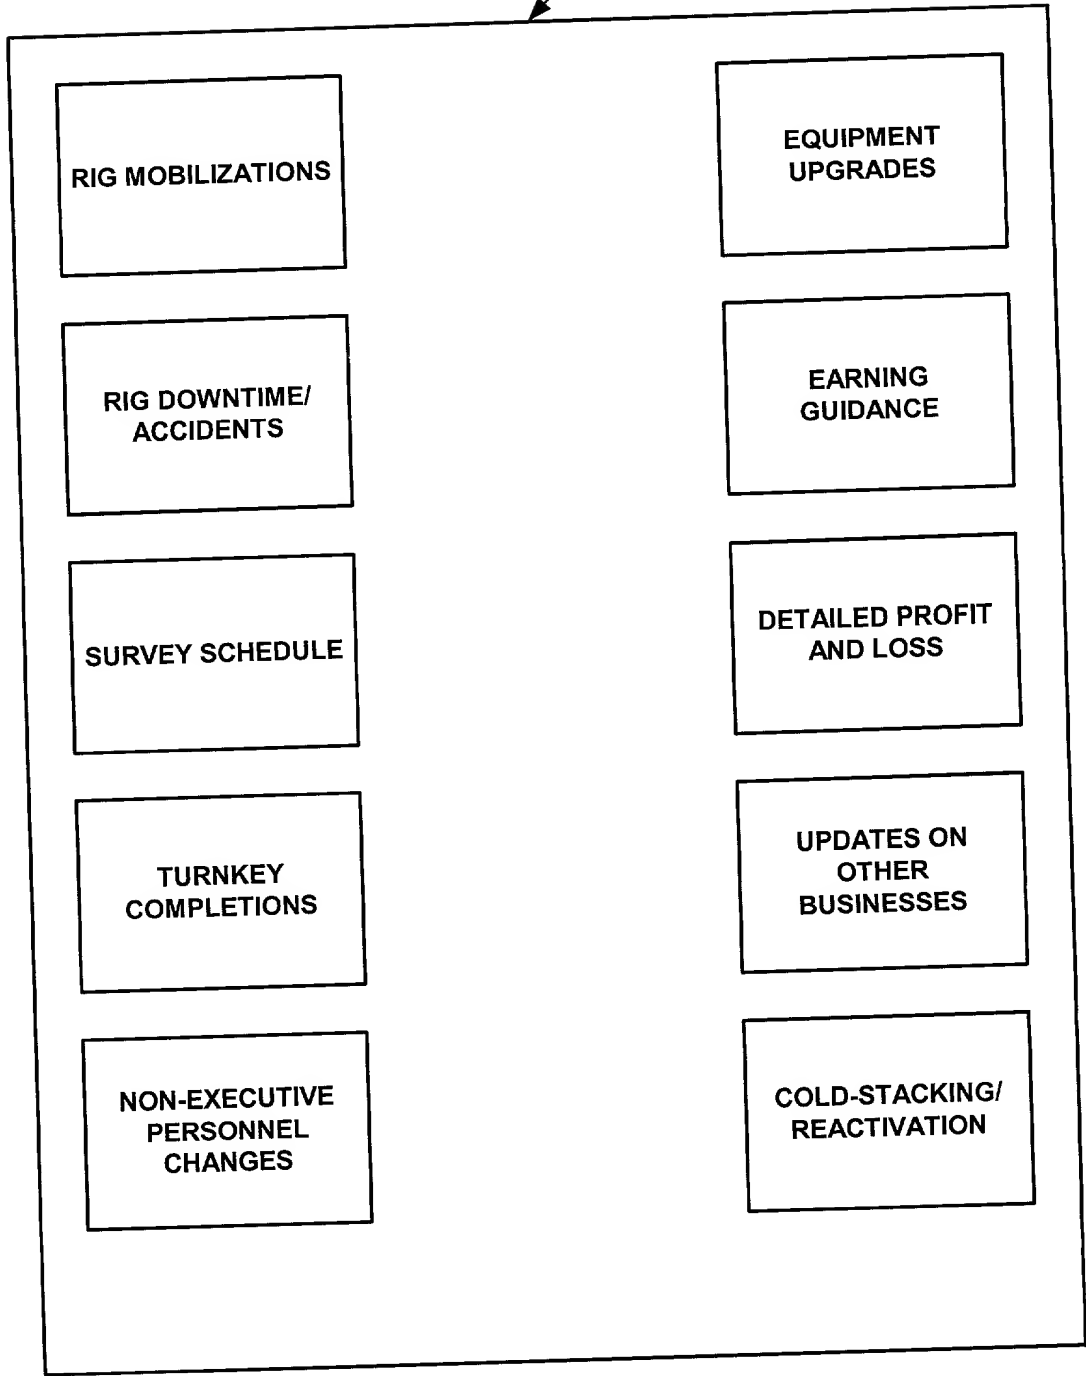 RIG MOBILIZATIONS
RIG DOWNTIME/
ACCIDENTS
SURVEY SCHEDULE
TURNKEY
COMPLETIONS
NON-EXECUTIVE
PERSONNEL
CHANGES
EQUIPMENT
UPGRADES
EARNING
GUIDANCE
DETAILED PROFIT
AND LOSS
UPDATES ON
OTHER
BUSINESSES
COLD-STACKING/
REACTIVATION